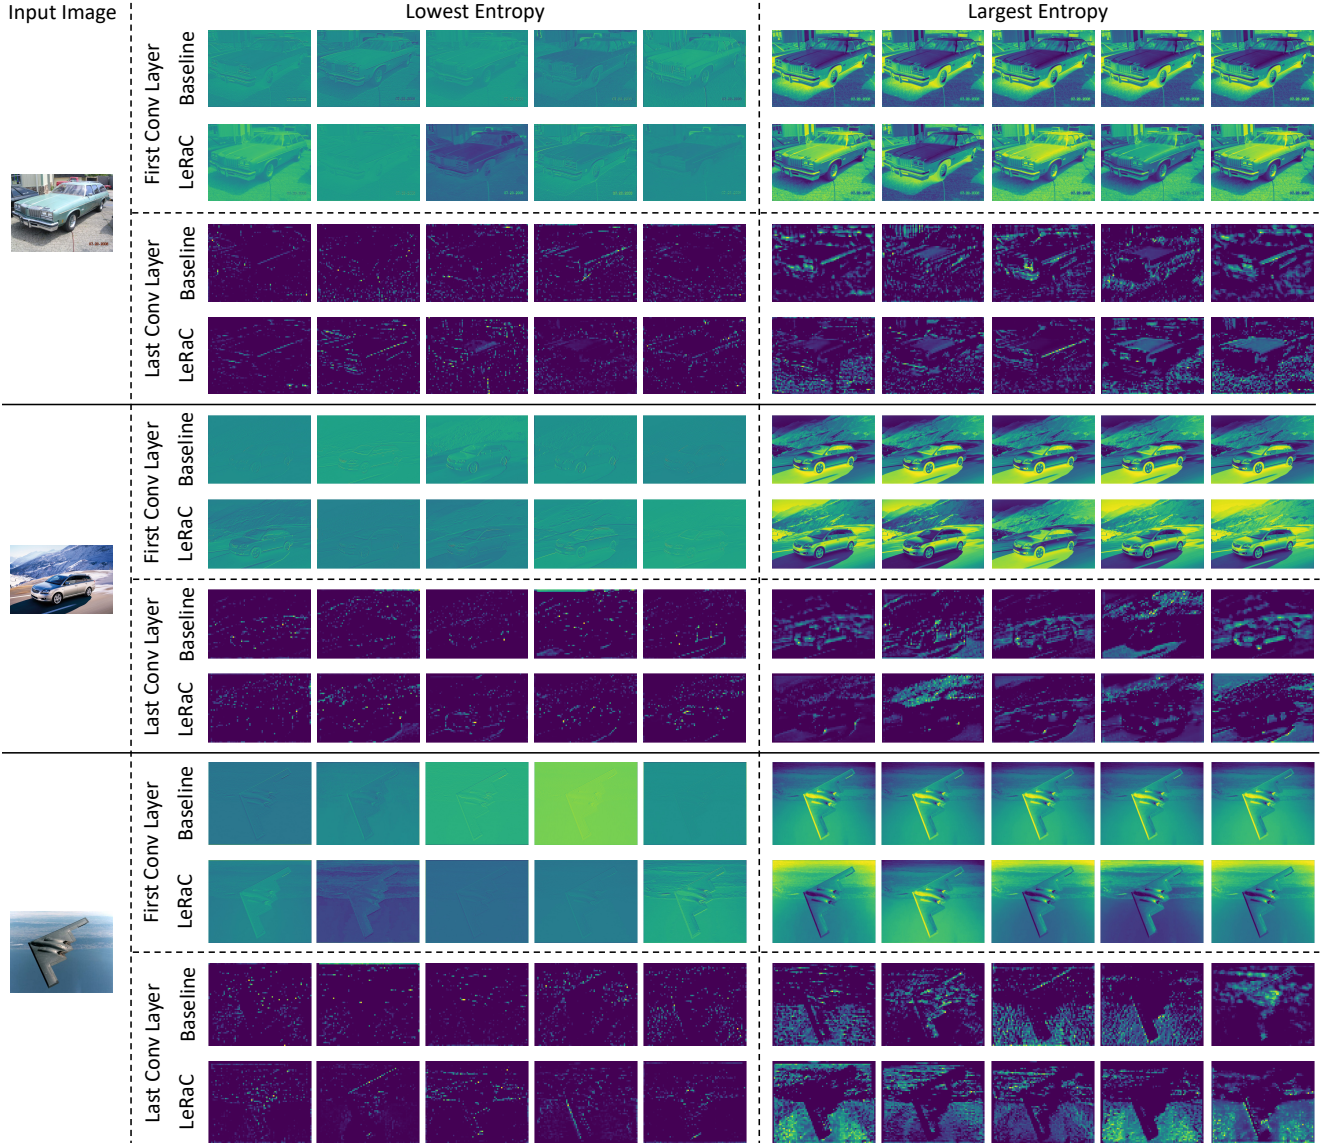 Input Image
Lowest Entropy
Largest Entropy
First Conv Layer
Baseline
LeRaC
Last Conv Layer
Baseline
LeRaC
First Conv Layer
Baseline
LeRaC
Last Conv Layer
Baseline
LeRaC
First Conv Layer
Baseline
LeRaC
Last Conv Layer
Baseline
LeRaC